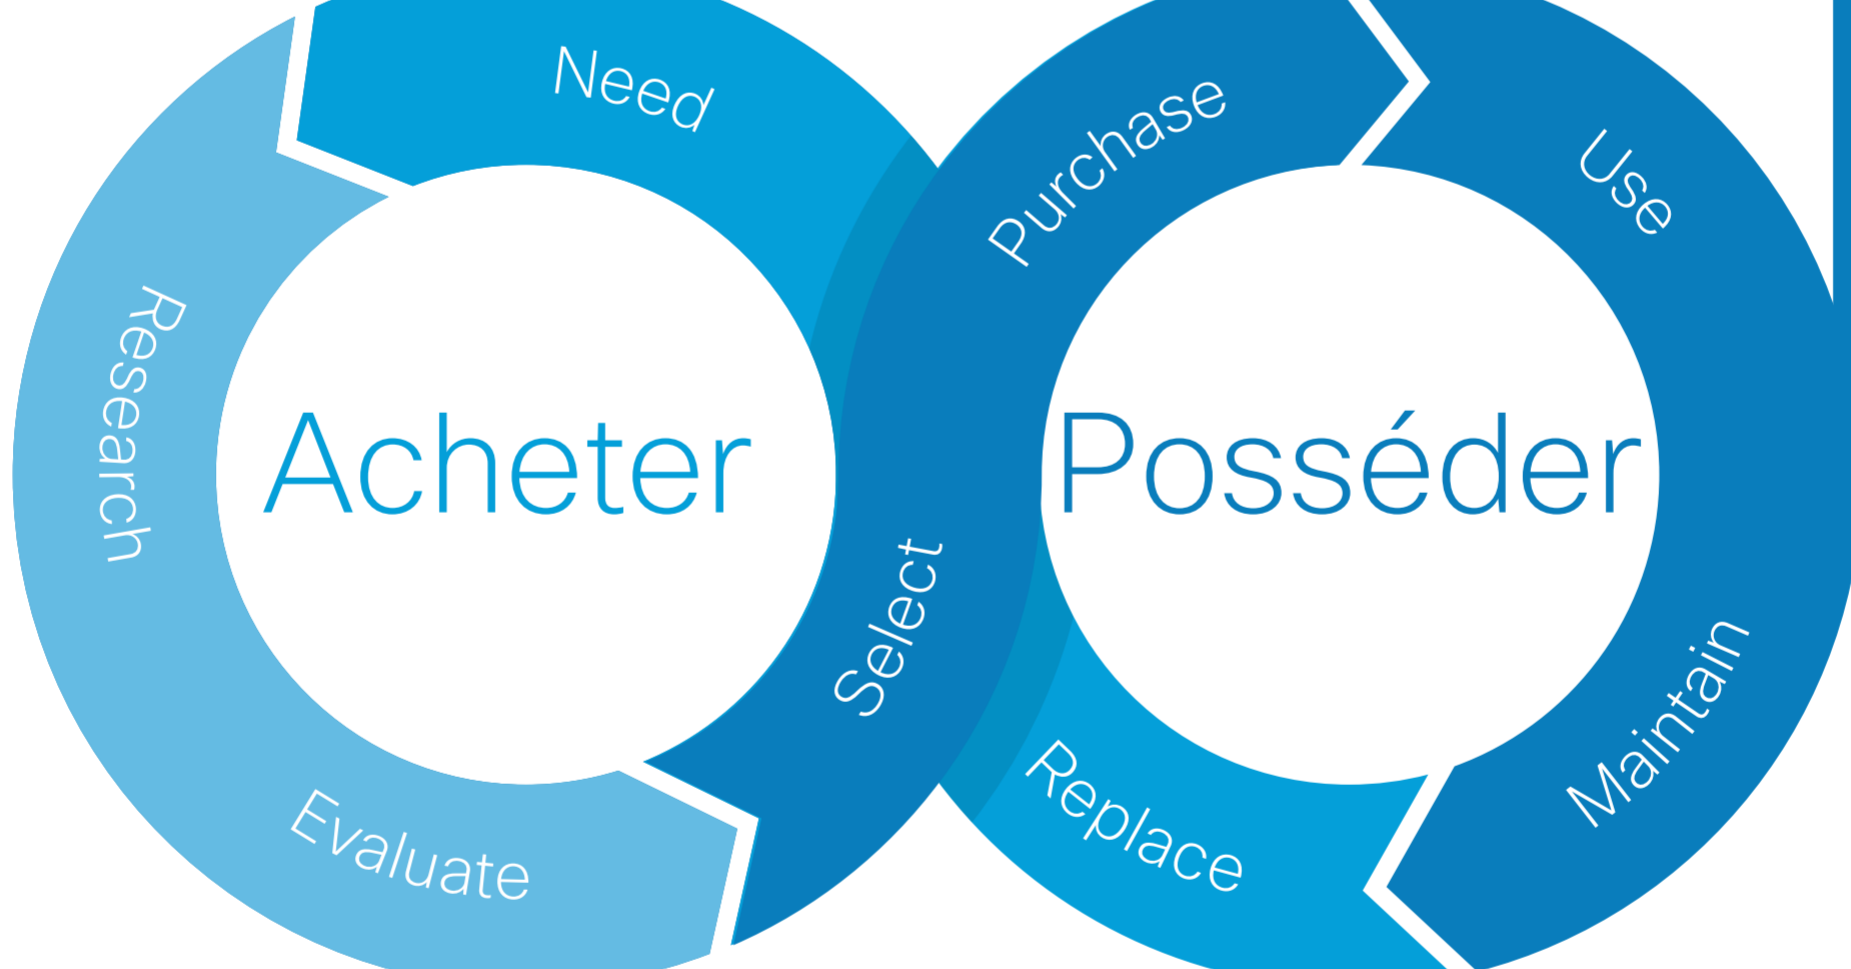 Need
Research
Evaluate
Select
Purchase
Use
Maintain
Replace
Acheter
Posséder